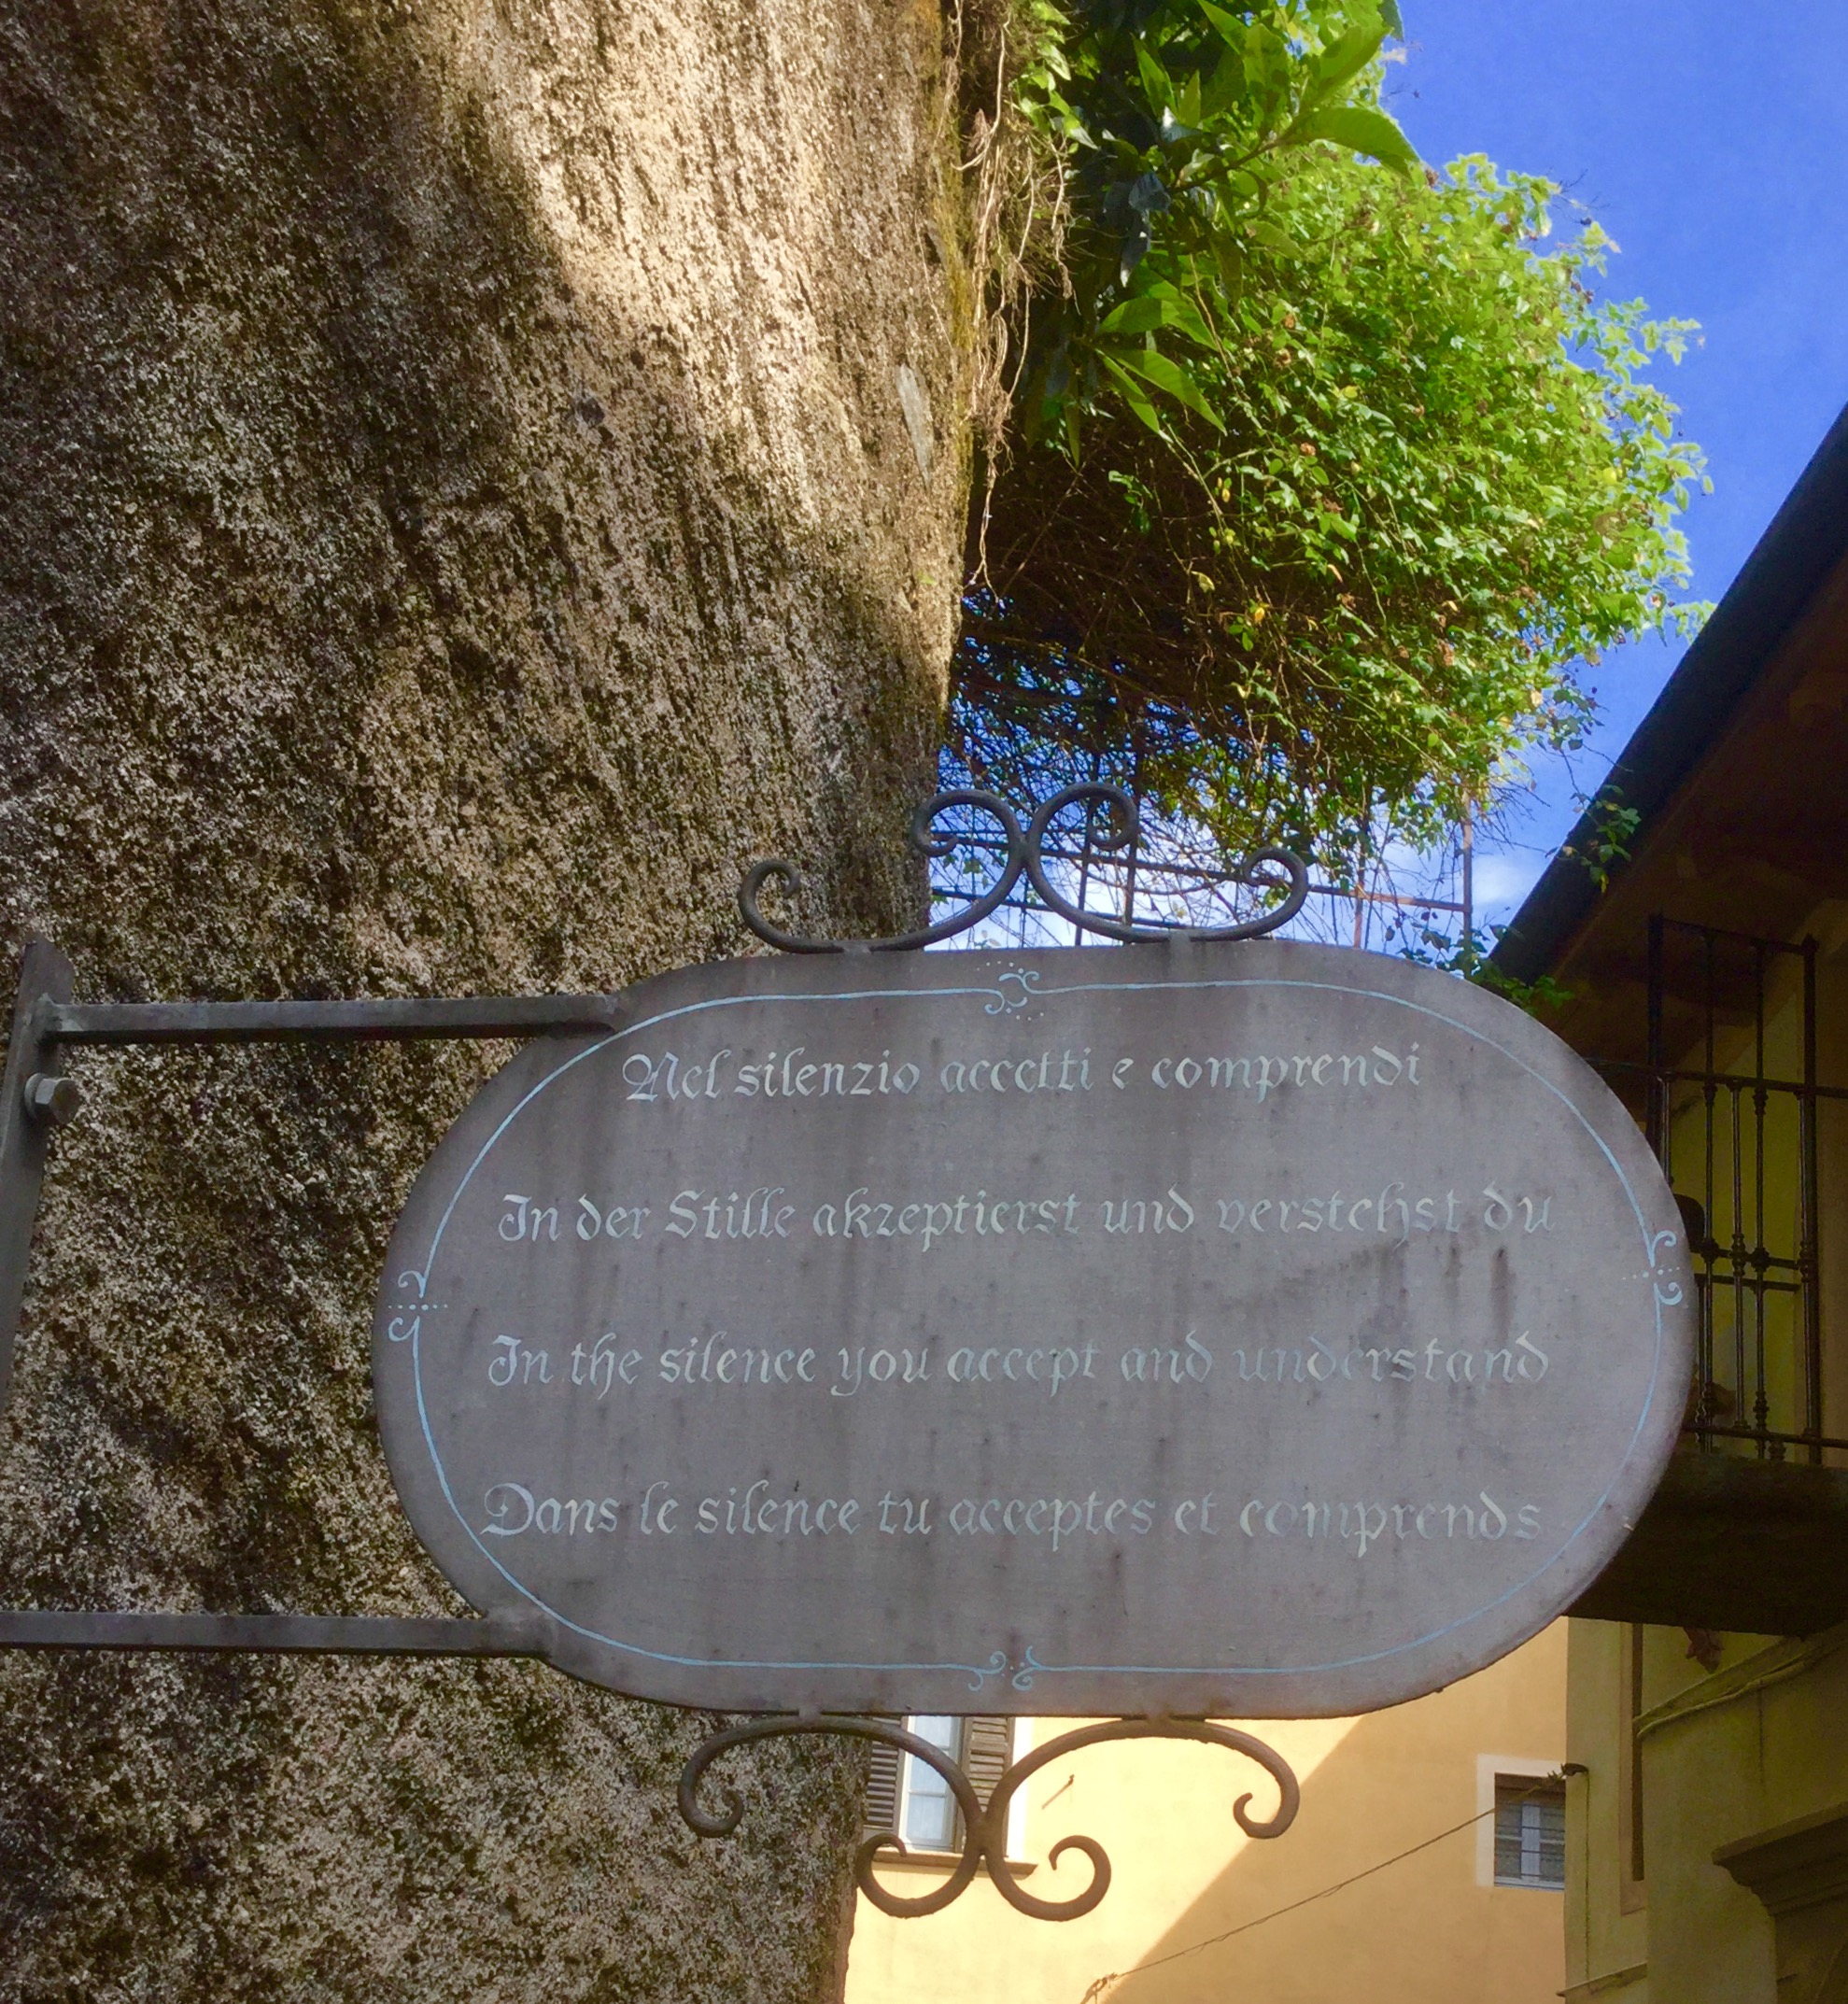 Nel silenzio accetti e comprendi
In der Stille akzeptierst und verstehst du
In the silence you accept and understand
Dans le silence tu acceptes et comprends